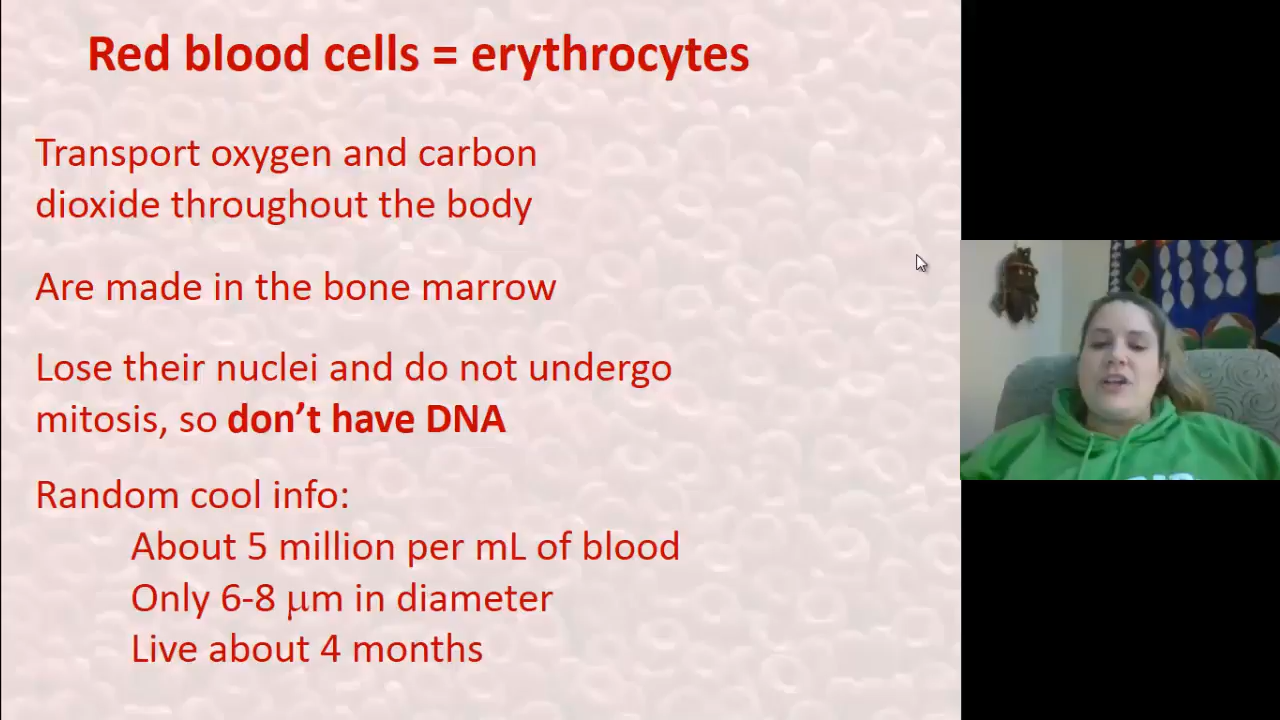 Red blood cells = erythrocytes
Transport oxygen and carbon
dioxide throughout the body
Are made in the bone marrow
Lose their nuclei and do not undergo
mitosis, so don’t have DNA
Random cool info:
About 5 million per mL of blood
Only 6-8 μm in diameter
Live about 4 months